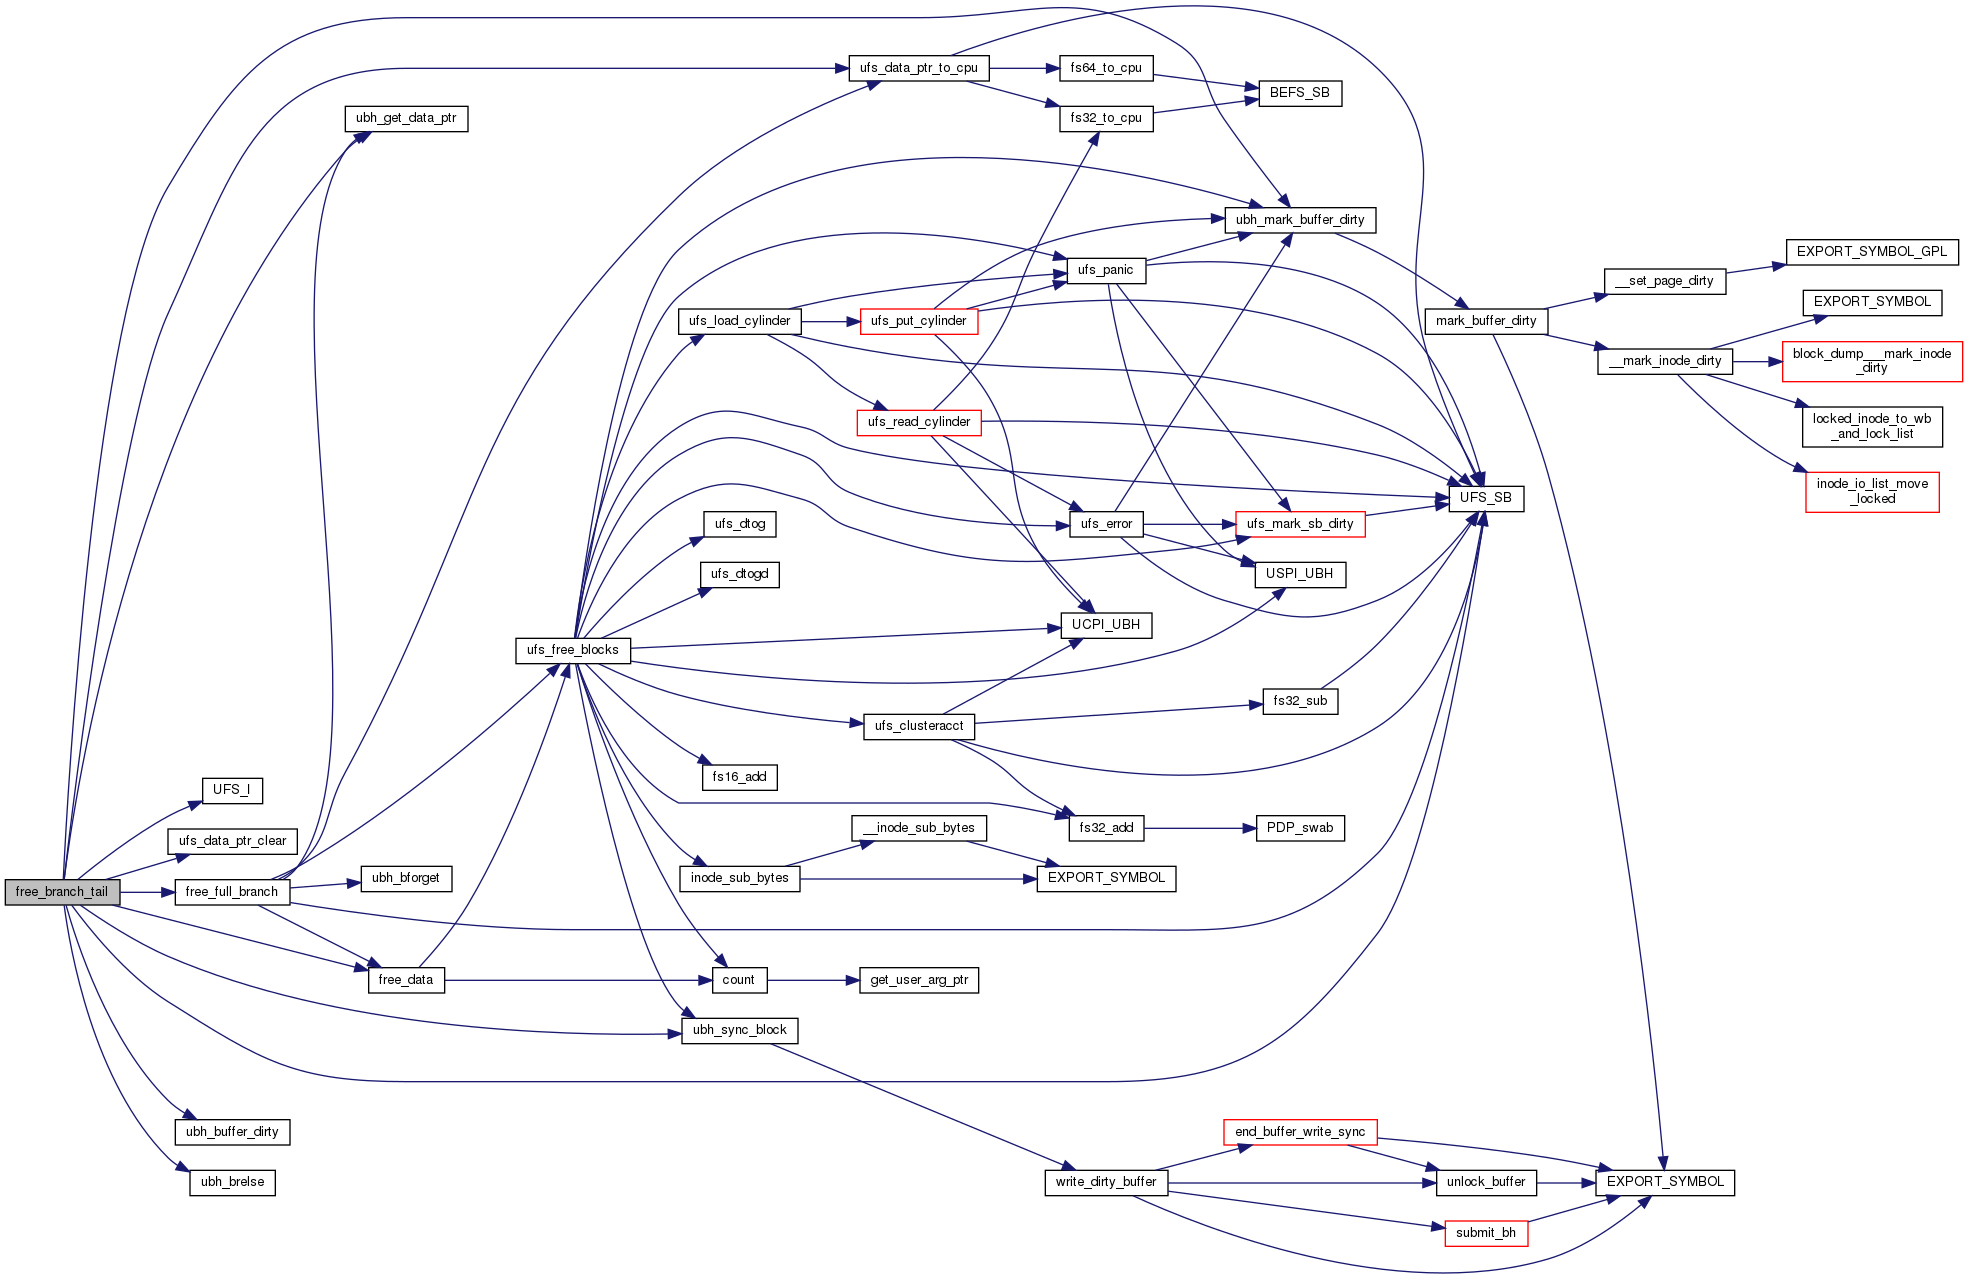 ufs_data_ptr_to_cpu
fs64_to_cpu
BEFS_SB
ubh_get_data_ptr
fs32_to_cpu
ubh_mark_buffer_dirty
EXPORT_SYMBOL_GPL
ufs_panic
__set_page_dirty
EXPORT_SYMBOL
ufs_load_cylinder
ufs_put_cylinder
mark_buffer_dirty
block_dump___mark_inode
_dirty
__mark_inode_dirty
ufs_read_cylinder
locked_inode_to_wb
_and_lock_list
inode_io_list_move
_locked
UFS_SB
ufs_dtog
ufs_error
ufs_mark_sb_dirty
ufs_dtogd
USPI_UBH
UCPI_UBH
ufs_free_blocks
fs32_sub
ufs_clusteracct
fs16_add
UFS_I
ufs_data_ptr_clear
__inode_sub_bytes
fs32_add
PDP_swab
free_branch_tail
free_full_branch
ubh_bforget
inode_sub_bytes
EXPORT_SYMBOL
free_data
count
get_user_arg_ptr
ubh_sync_block
ubh_buffer_dirty
end_buffer_write_sync
ubh_brelse
write_dirty_buffer
unlock_buffer
EXPORT_SYMBOL
submit_bh